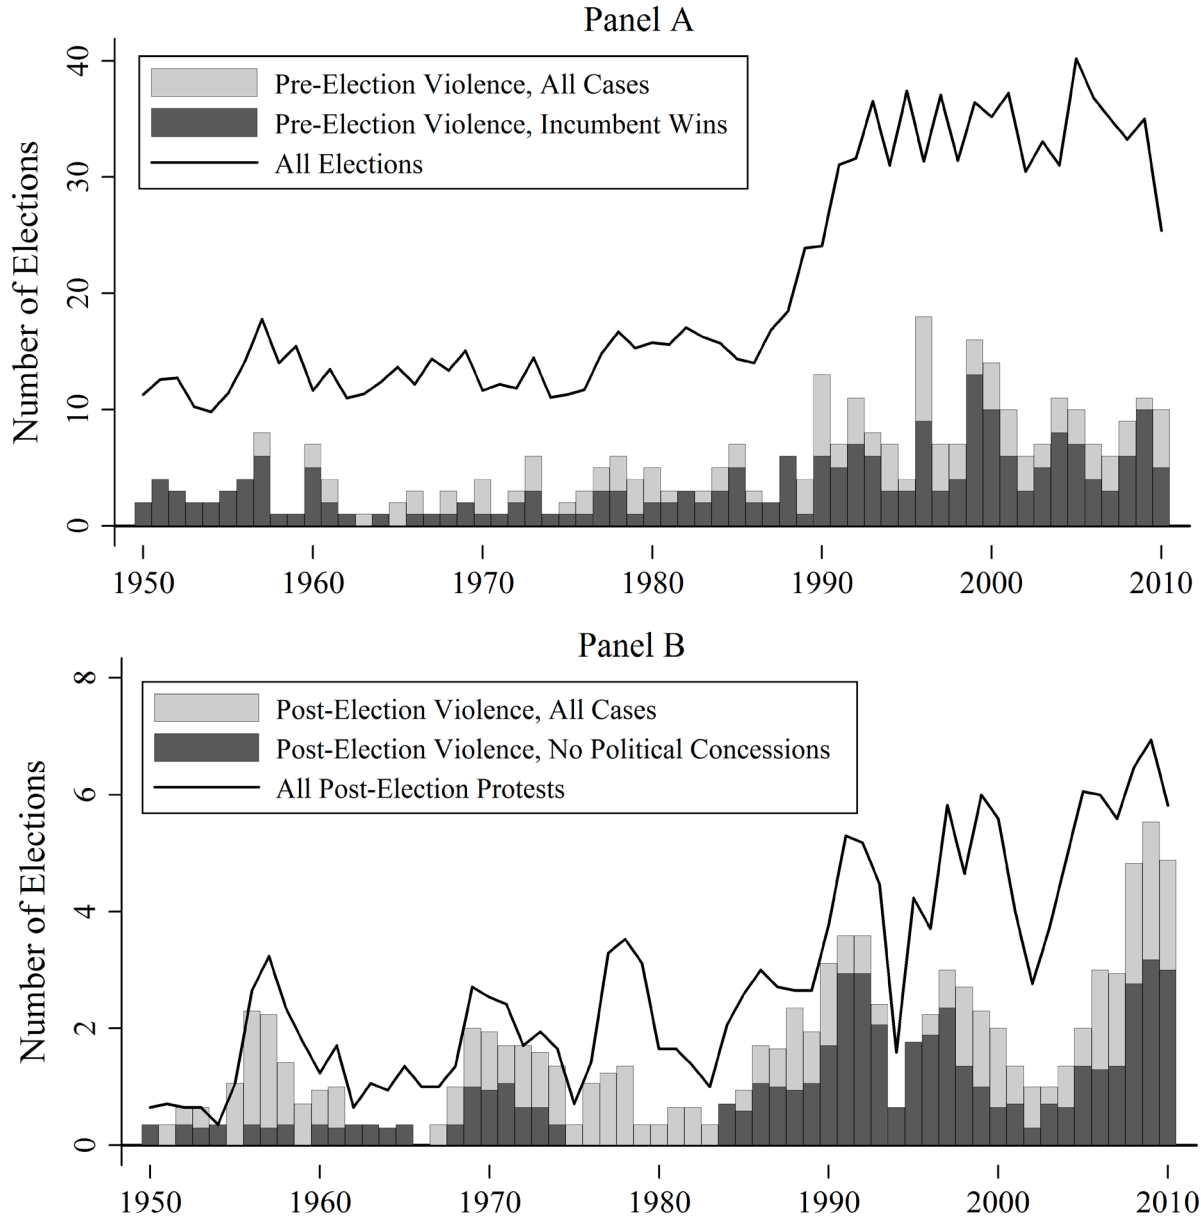 Panel A
Number of Elections
40
30
20
10
0
Pre-Election Violence, All Cases
Pre-Election Violence, Incumbent Wins
All Elections
1950 1960 1970 1980 1990 2000 2010
Panel B
Number of Elections
8
6
4
2
0
Post-Election Violence, All Cases
Post-Election Violence, No Political Concessions
All Post-Election Protests
1950 1960 1970 1980 1990 2000 2010